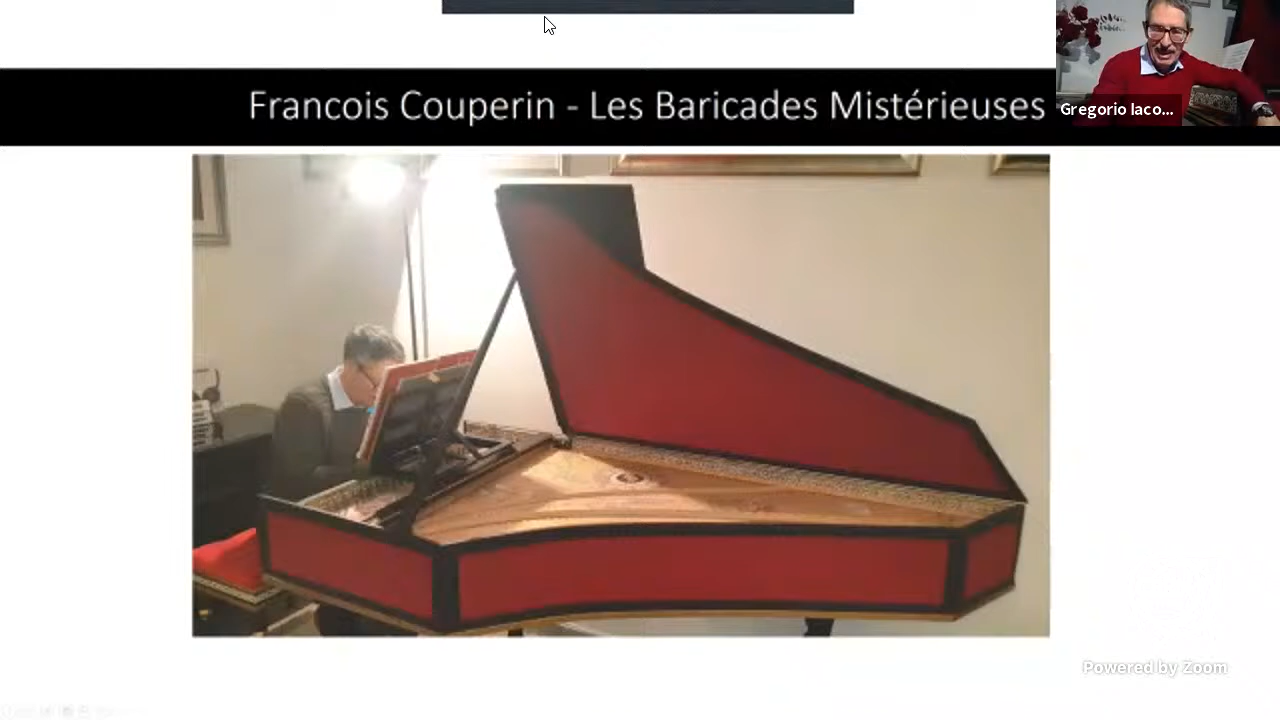 Francois Couperin - Les Baricades Mistérieuses
Gregorio Iaco...
Powered by Zoom